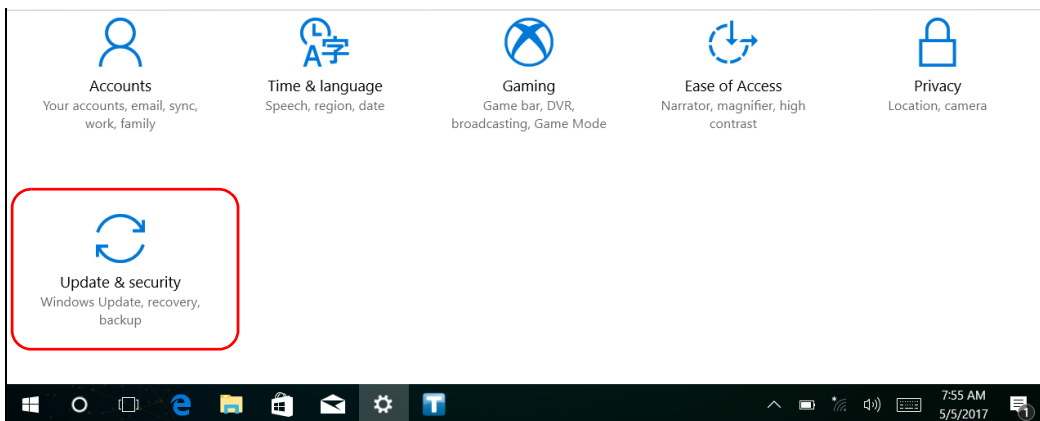 Accounts
Your accounts, email, sync,
work, family
Time & language
Speech, region, date
Gaming
Game bar, DVR,
broadcasting, Game Mode
Ease of Access
Narrator, magnifier, high
contrast
Privacy
Location, camera
Update & security
Windows Update, recovery,
backup
7:55 AM
5/5/2017
1